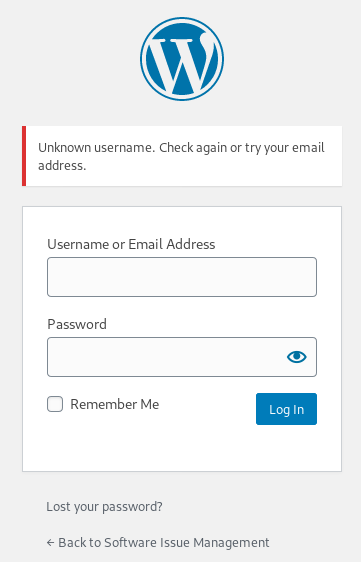 Unknown username. Check again or try your email
address.
Username or Email Address
Password
Remember Me
Log In
Lost your password?
← Back to Software Issue Management